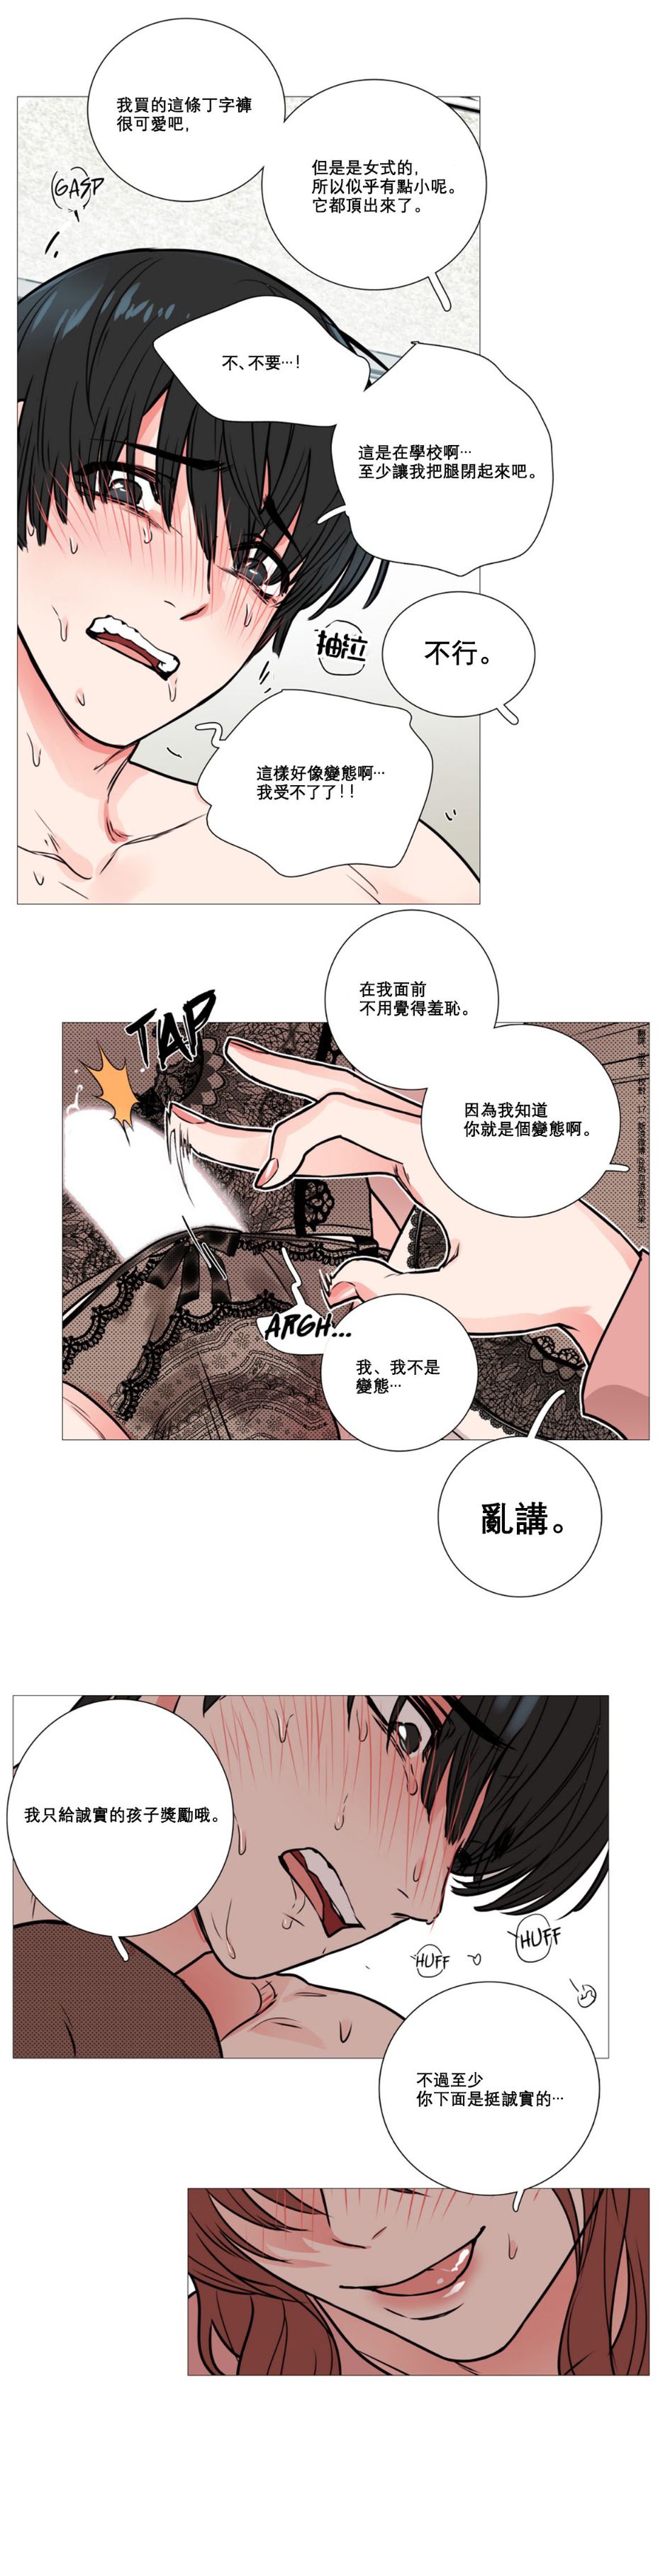 我買的這條丁字褲
很可愛吧,
但是是女式的,
所以似乎有點小呢。
它都頂出來了。
GASP
不、不要…!
這是在學校啊…
至少讓我把腿閉起來吧。
抽泣
不行。
這樣好像變態啊…
我受不了了!!
在我面前
不用覺得羞恥。
TAP
因為我知道
你就是個變態啊。
ARGH...
我、我不是
變態…
亂講。
我只給誠實的孩子獎勵哦。
HUFF
HUFF
不過至少
你下面是挺誠實的…